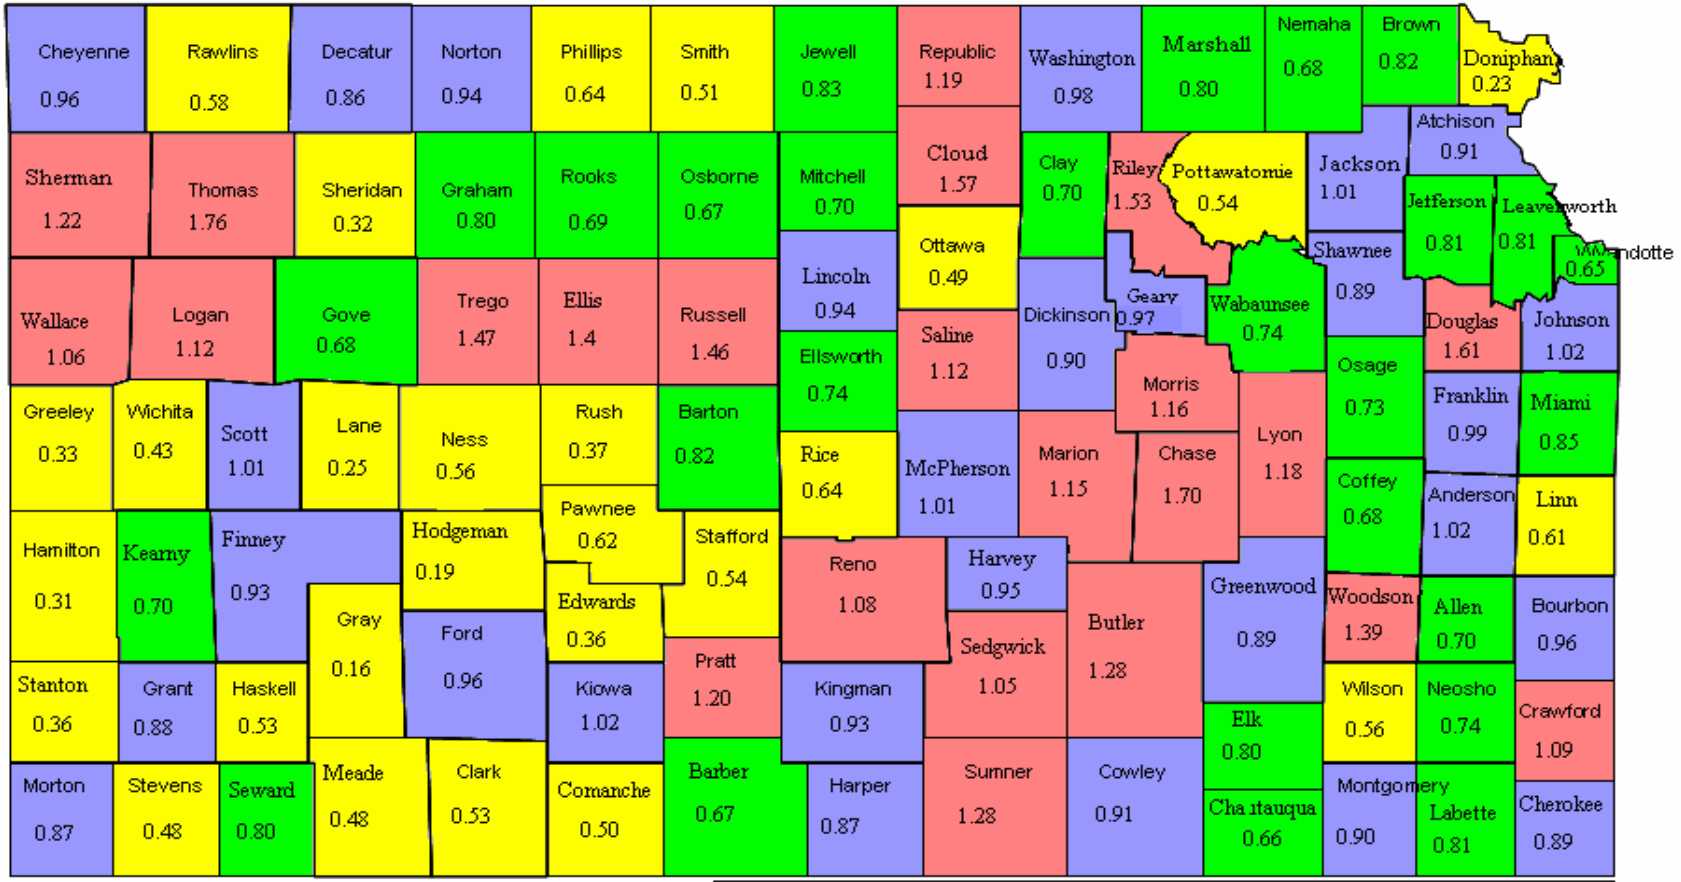 Cheyenne
0.96
Rawlins
0.58
Decatur
0.86
Norton
0.94
Phillips
0.64
Smith
0.51
Jewell
0.83
Republic
1.19
Washington
0.98
Marshall
0.80
Nemaha
0.68
Brown
0.82
Doniphan
0.23
Sherman
1.22
Thomas
1.76
Sheridan
0.32
Graham
0.80
Rooks
0.69
Osborne
0.67
Mitchell
0.70
Cloud
1.57
Clay
0.70
Riley
1.53
Pottawatomie
0.54
Jackson
1.01
Atchison
0.91
Jefferson
0.81
Leavenworth
0.81
0.65
Wallace
1.06
Logan
1.12
Gove
0.68
Trego
1.47
Ellis
1.4
Russell
1.46
Lincoln
0.94
Ottawa
0.49
Dickinson
0.90
Geary
0.97
Wabaunsee
0.74
Shawnee
0.89
Douglas
1.61
Johnson
1.02
Ellsworth
0.74
Saline
1.12
Morris
1.16
Osage
0.73
Franklin
0.99
Miami
0.85
Greeley
0.33
Wichita
0.43
Scott
1.01
Lane
0.25
Ness
0.56
Rush
0.37
Barton
0.82
Rice
0.64
McPherson
1.01
Marion
1.15
Chase
1.70
Lyon
1.18
Coffey
0.68
Anderson
1.02
Linn
0.61
Hamilton
0.31
Kearny
0.70
Finney
0.93
Hodgeman
0.19
Pawnee
0.62
Stafford
0.54
Reno
1.08
Harvey
0.95
Gray
0.16
Ford
0.96
Edwards
0.36
Sedgwick
1.05
Butler
1.28
Greenwood
0.89
Woodson
1.39
Allen
0.70
Bourbon
0.96
Stanton
0.36
Grant
0.88
Haskell
0.53
Kiowa
1.02
Pratt
1.20
Kingman
0.93
Elk
0.80
Wilson
0.56
Neosho
0.74
Crawford
1.09
Morton
0.87
Stevens
0.48
Seward
0.80
Meade
0.48
Clark
0.53
Comanche
0.50
Barber
0.67
Harper
0.87
Sumner
1.28
Cowley
0.91
Chautauqua
0.66
Montgomery
0.90
Labette
0.81
Cherokee
0.89